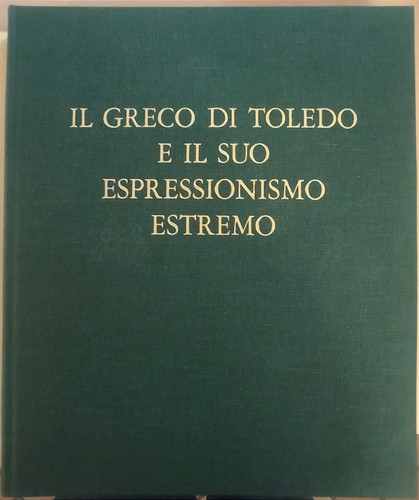 IL GRECO DI TOLEDO
E IL SUO
ESPRESSIONISMO
ESTREMO